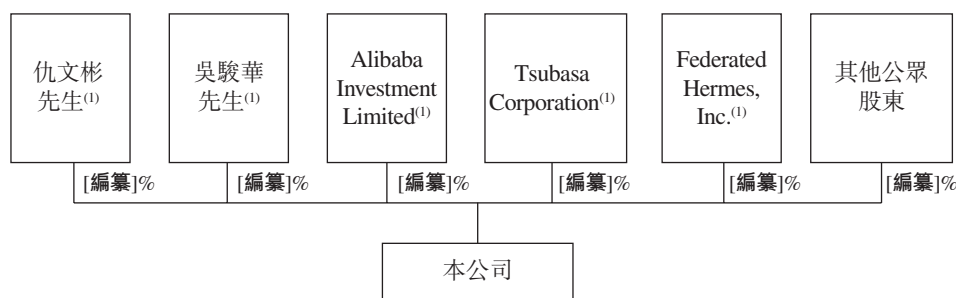 仇文彬
先生(1)
吳駿華
先生(1)
Alibaba
Investment
Limited(1)
Tsubasa
Corporation(1)
Federated
Hermes,
Inc.(1)
其他公眾
股東
[編纂]%
[編纂]%
[編纂]%
[編纂]%
[編纂]%
[編纂]%
本公司